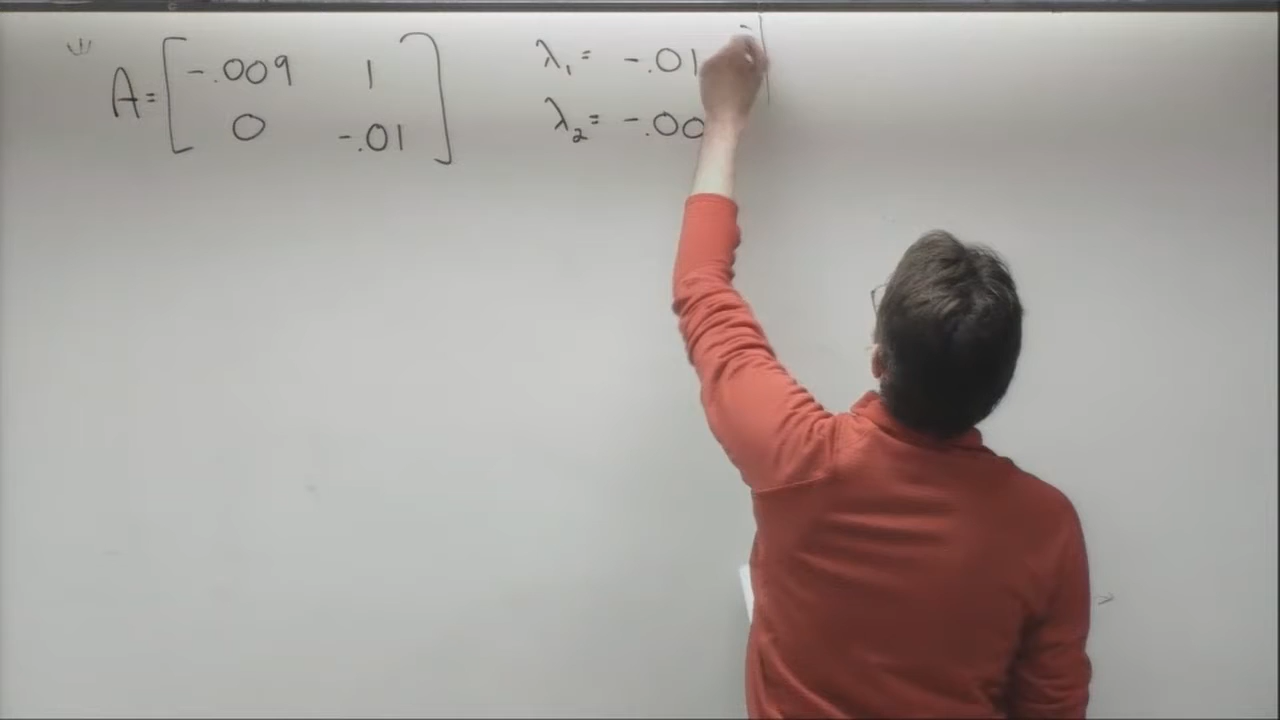 A = [ -.009 1
0 -.01 ]
λ₁ = -.01
λ₂ = -.00